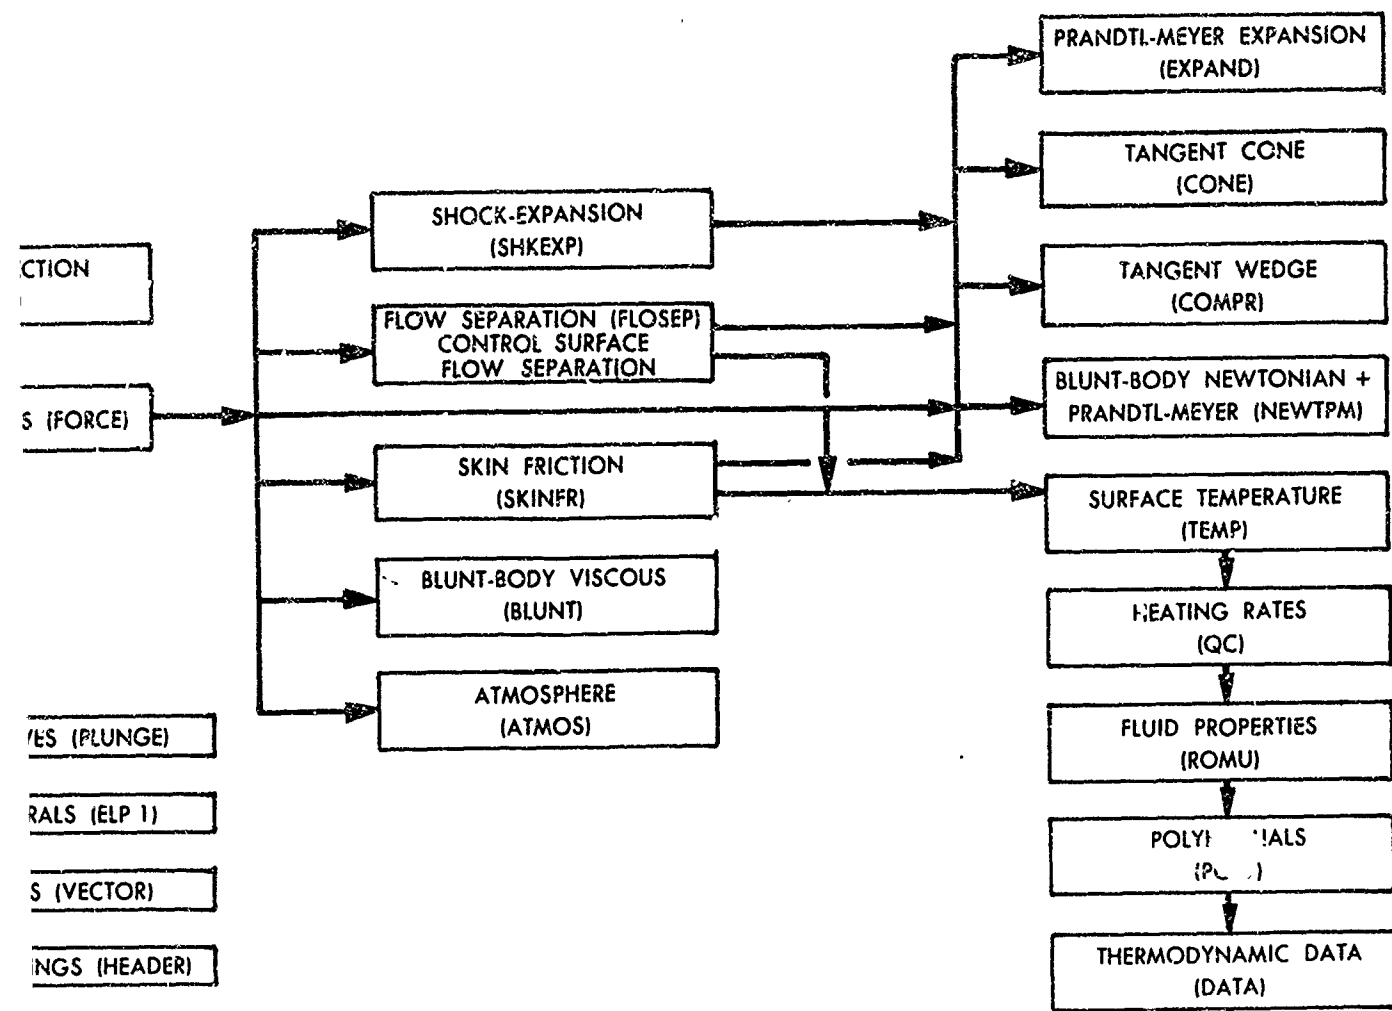 PRANDTL-MEYER EXPANSION
(EXPAND)
TANGENT CONE
(CONE)
SHOCK-EXPANSION
(SHKEXP)
CTION
TANGENT WEDGE
(COMPR)
FLOW SEPARATION (FLOSEP)
CONTROL SURFACE
FLOW SEPARATION
BLUNT-BODY NEWTONIAN +
PRANDTL-MEYER (NEWTPM)
S (FORCE)
SKIN FRICTION
(SKINFR)
SURFACE TEMPERATURE
(TEMP)
BLUNT-BODY VISCOUS
(BLUNT)
HEATING RATES
(QC)
ATMOSPHERE
(ATMOS)
FLUID PROPERTIES
(ROMU)
VES (PLUNGE)
RALS (ELP 1)
S (VECTOR)
THERMODYNAMIC DATA
(DATA)
INGS (HEADER)